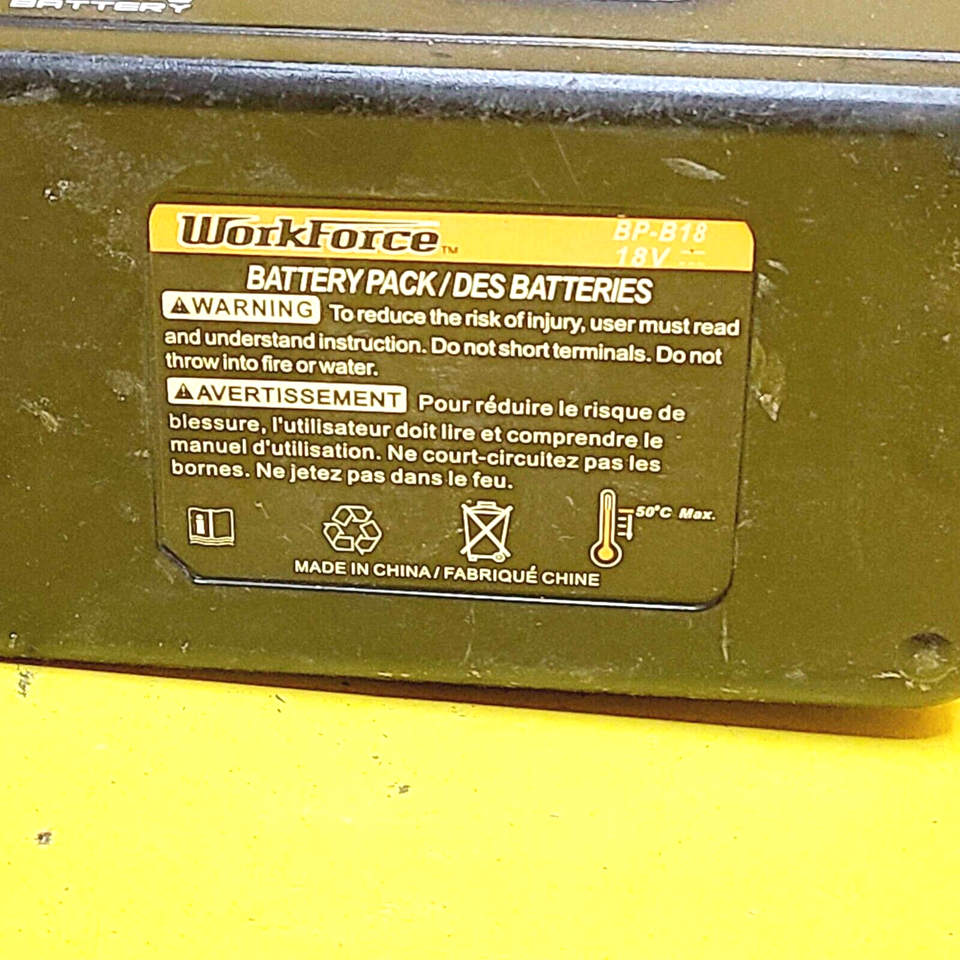 BATTERY
WORKFORCE™
BP-B18
18V ⎓
BATTERY PACK / DES BATTERIES
⚠WARNING To reduce the risk of injury, user must read
and understand instruction. Do not short terminals. Do not
throw into fire or water.
⚠AVERTISSEMENT Pour réduire le risque de
blessure, l'utilisateur doit lire et comprendre le
manuel d'utilisation. Ne court-circuitez pas les
bornes. Ne jetez pas dans le feu.
50°C Max.
MADE IN CHINA / FABRIQUÉ CHINE